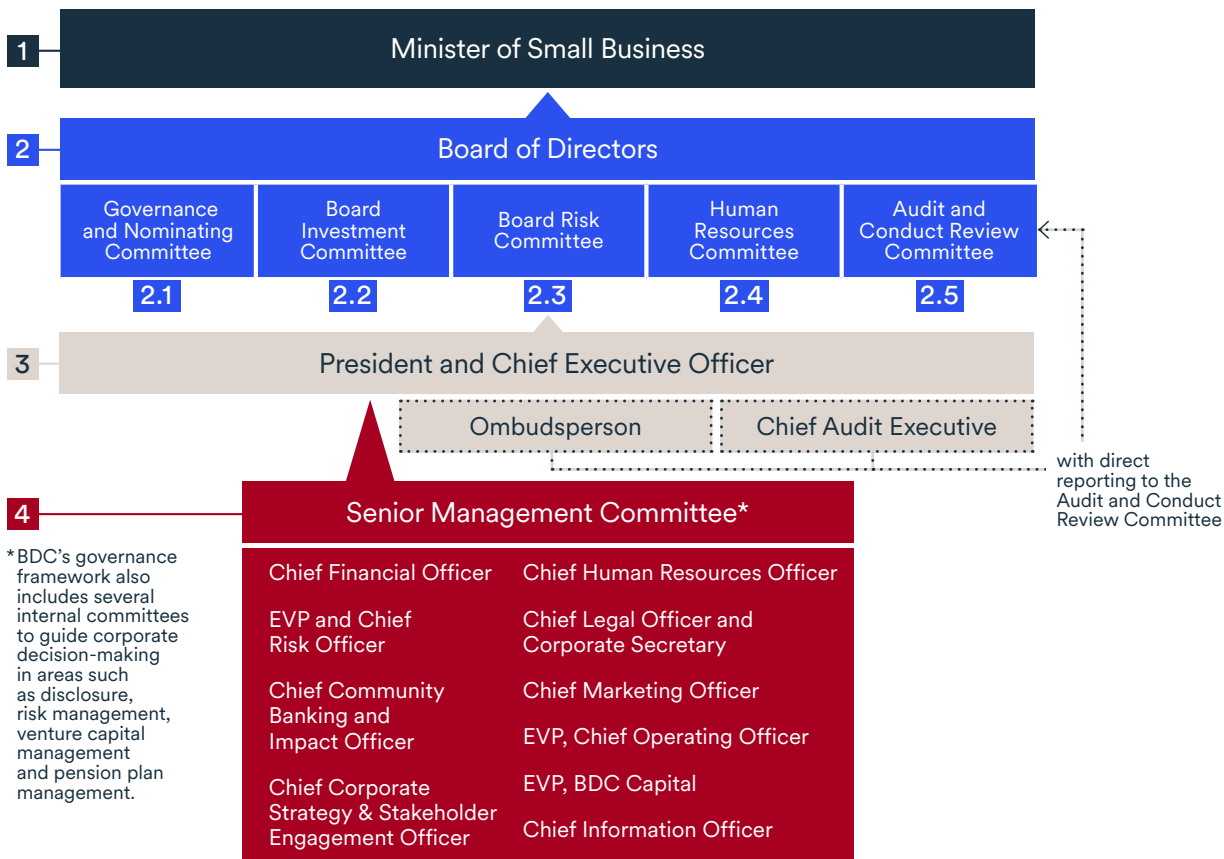 1
Minister of Small Business
2
Board of Directors
Governance
and Nominating
Committee
2.1
Board
Investment
Committee
2.2
Board Risk
Committee
2.3
Human
Resources
Committee
2.4
Audit and
Conduct Review
Committee
2.5
3
President and Chief Executive Officer
Ombudsperson
Chief Audit Executive
with direct
reporting to the
Audit and Conduct
Review Committee
4
Senior Management Committee*
Chief Financial Officer
EVP and Chief
Risk Officer
Chief Community
Banking and
Impact Officer
Chief Corporate
Strategy & Stakeholder
Engagement Officer
Chief Human Resources Officer
Chief Legal Officer and
Corporate Secretary
Chief Marketing Officer
EVP, Chief Operating Officer
EVP, BDC Capital
Chief Information Officer
*BDC's governance
framework also
includes several
internal committees
to guide corporate
decision-making
in areas such
as disclosure,
risk management,
venture capital
management
and pension plan
management.